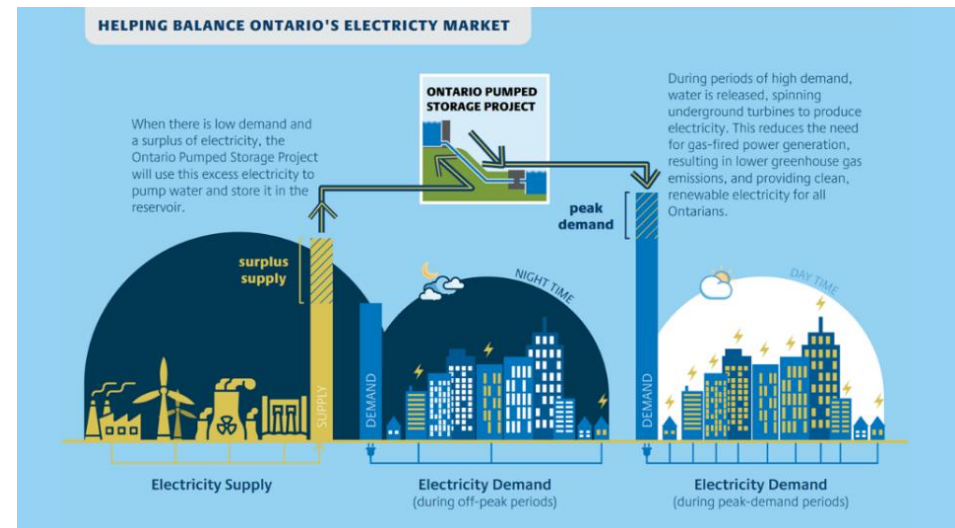 HELPING BALANCE ONTARIO'S ELECTRICTY MARKET
When there is low demand and
a surplus of electricity, the
Ontario Pumped Storage Project
will use this excess electricity to
pump water and store it in the
reservoir.
ONTARIO PUMPED
STORAGE PROJECT
During periods of high demand,
water is released, spinning
underground turbines to produce
electricity. This reduces the need
for gas-fired power generation,
resulting in lower greenhouse gas
emissions, and providing clean,
renewable electricity for all
Ontarians.
surplus
supply
peak
demand
NIGHT TIME
DAY TIME
SUPPLY
DEMAND
DEMAND
Electricity Supply
Electricity Demand
(during off-peak periods)
Electricity Demand
(during peak-demand periods)